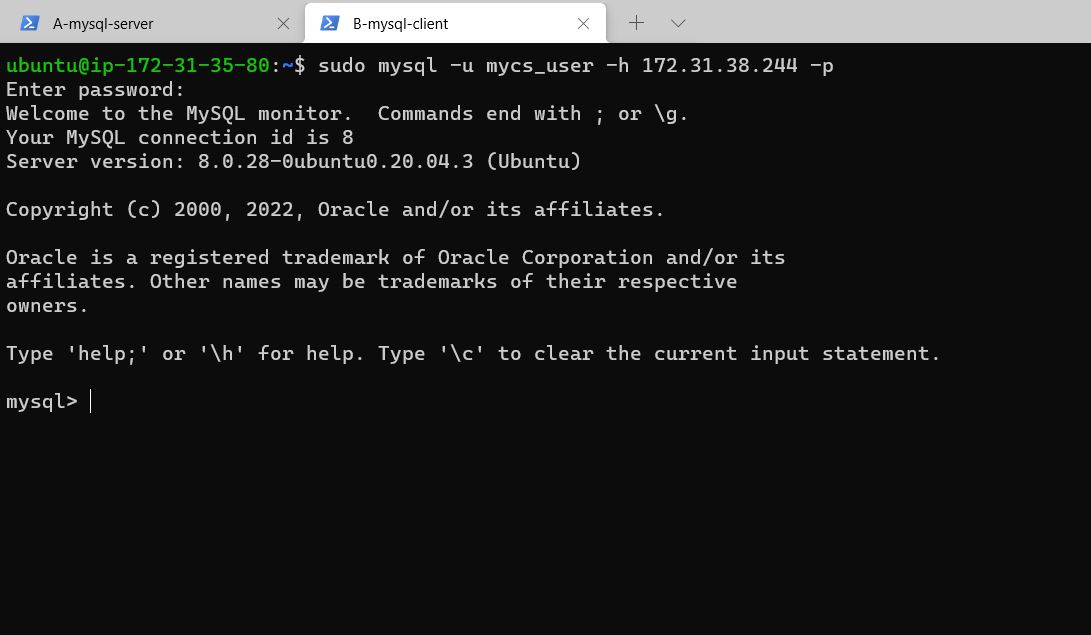 A-mysql-server
B-mysql-client
ubuntu@ip-172-31-35-80:~$ sudo mysql -u mycs_user -h 172.31.38.244 -p
Enter password:
Welcome to the MySQL monitor.  Commands end with ; or \g.
Your MySQL connection id is 8
Server version: 8.0.28-0ubuntu0.20.04.3 (Ubuntu)
Copyright (c) 2000, 2022, Oracle and/or its affiliates.
Oracle is a registered trademark of Oracle Corporation and/or its
affiliates. Other names may be trademarks of their respective
owners.
Type 'help;' or '\h' for help. Type '\c' to clear the current input statement.
mysql>